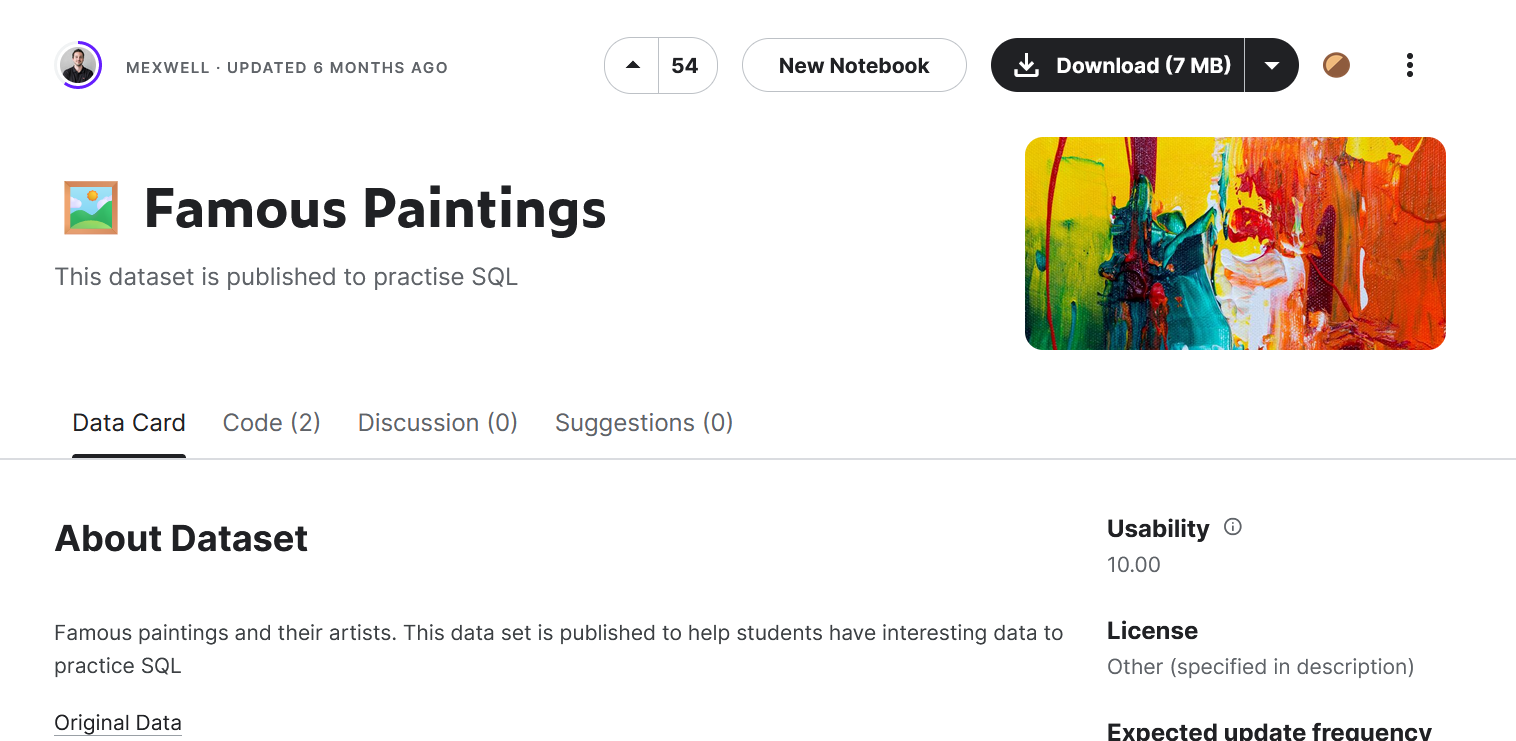 MEXWELL · UPDATED 6 MONTHS AGO
54
New Notebook
Download (7 MB)
Famous Paintings
This dataset is published to practise SQL
Data Card
Code (2)
Discussion (0)
Suggestions (0)
About Dataset
Famous paintings and their artists. This data set is published to help students have interesting data to
practice SQL
Original Data
Usability
10.00
License
Other (specified in description)
Expected update frequency